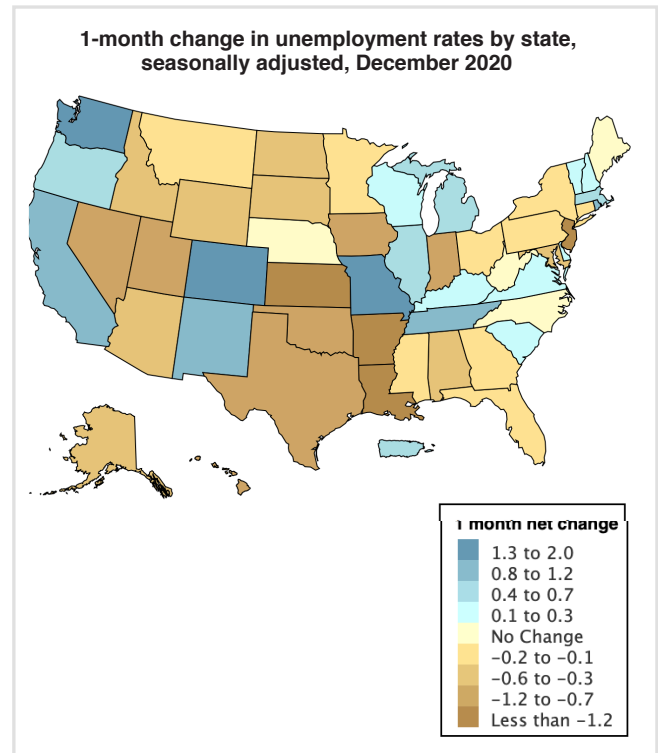 1-month change in unemployment rates by state,
seasonally adjusted, December 2020
1 month net change
1.3 to 2.0
0.8 to 1.2
0.4 to 0.7
0.1 to 0.3
No Change
−0.2 to −0.1
−0.6 to −0.3
−1.2 to −0.7
Less than −1.2